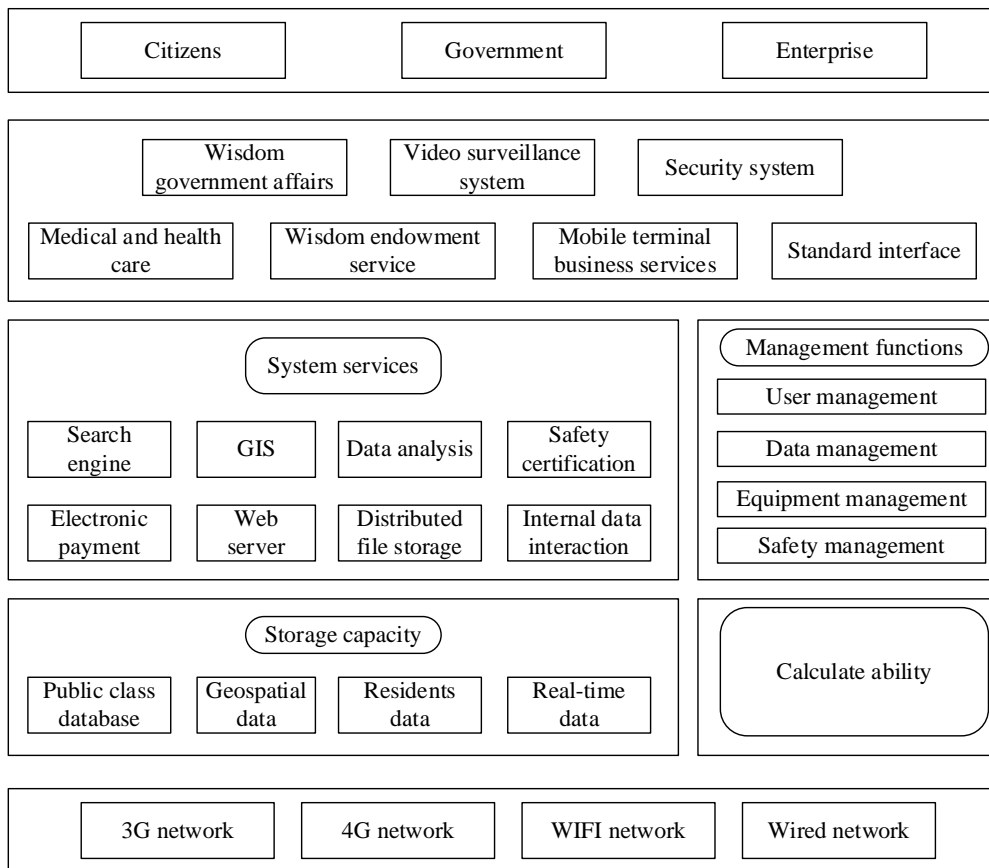 Citizens
Government
Enterprise
Wisdom
government affairs
Video surveillance
system
Security system
Medical and health
care
Wisdom endowment
service
Mobile terminal
business services
Standard interface
System services
Search
engine
GIS
Data analysis
Safety
certification
Electronic
payment
Web
server
Distributed
file storage
Internal data
interaction
Management functions
User management
Data management
Equipment management
Safety management
Storage capacity
Public class
database
Geospatial
data
Residents
data
Real-time
data
Calculate ability
3G network
4G network
WIFI network
Wired network